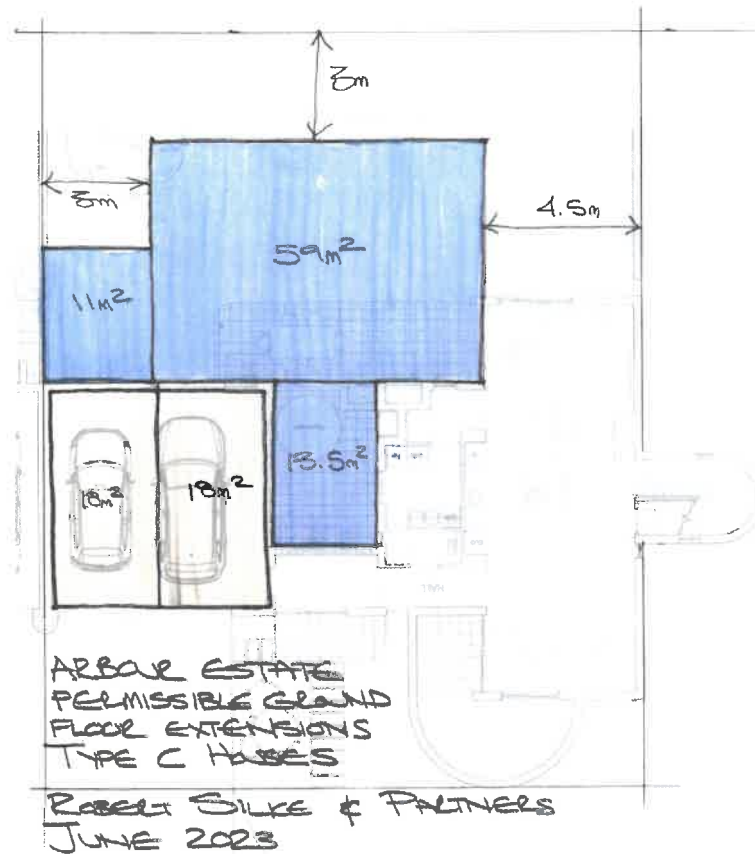 3m
3m
4.5m
59m²
11m²
13.5m²
18m²
18m²
ARBOUR ESTATE
PERMISSIBLE GROUND
FLOOR EXTENSIONS
TYPE C HOUSES
ROBERT SILKE & PARTNERS
JUNE 2023